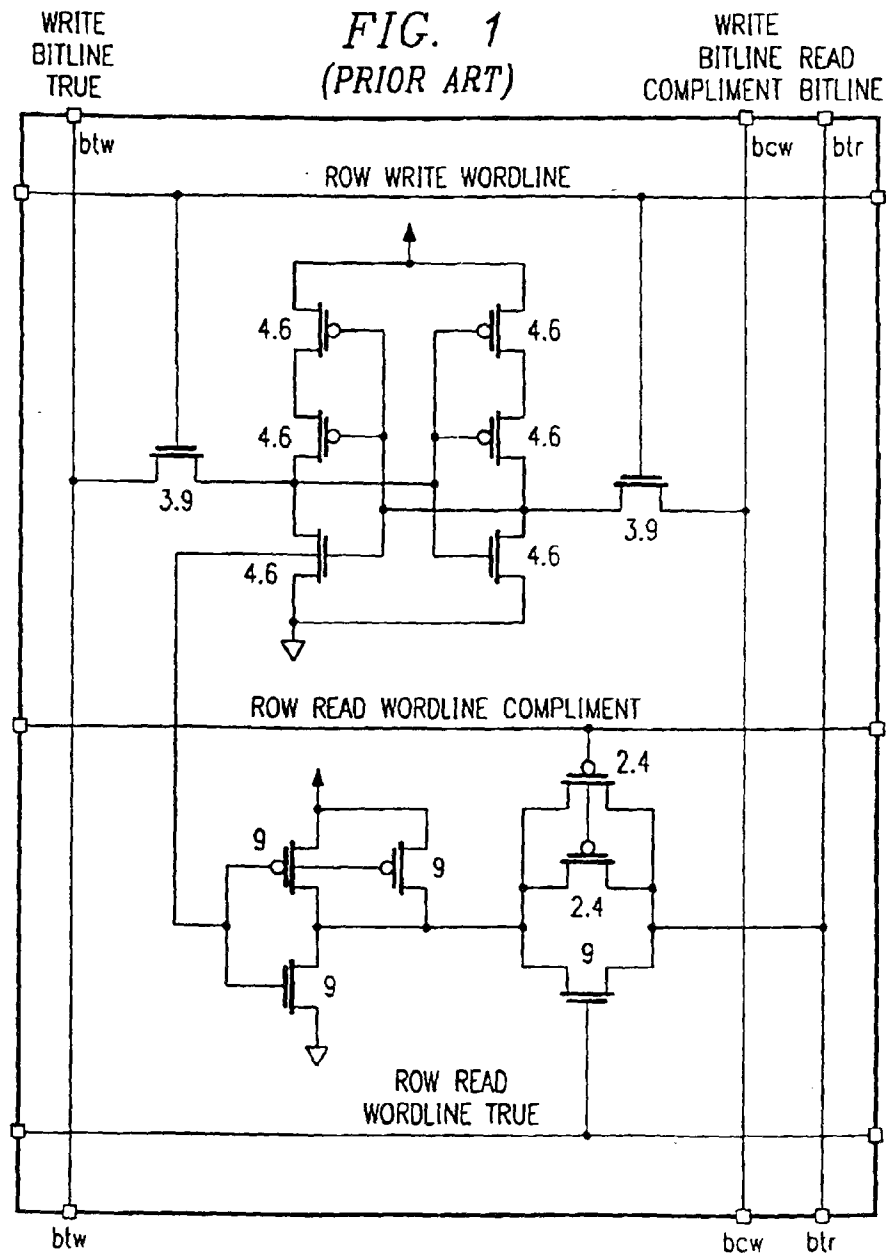 FIG. 1
(PRIOR ART)
WRITE
BITLINE
TRUE
WRITE
BITLINE READ
COMPLIMENT BITLINE
btw
bcw
btr
ROW WRITE WORDLINE
4.6
4.6
4.6
4.6
3.9
3.9
4.6
4.6
ROW READ WORDLINE COMPLIMENT
2.4
9
9
2.4
9
9
ROW READ
WORDLINE TRUE
btw
bcw
btr